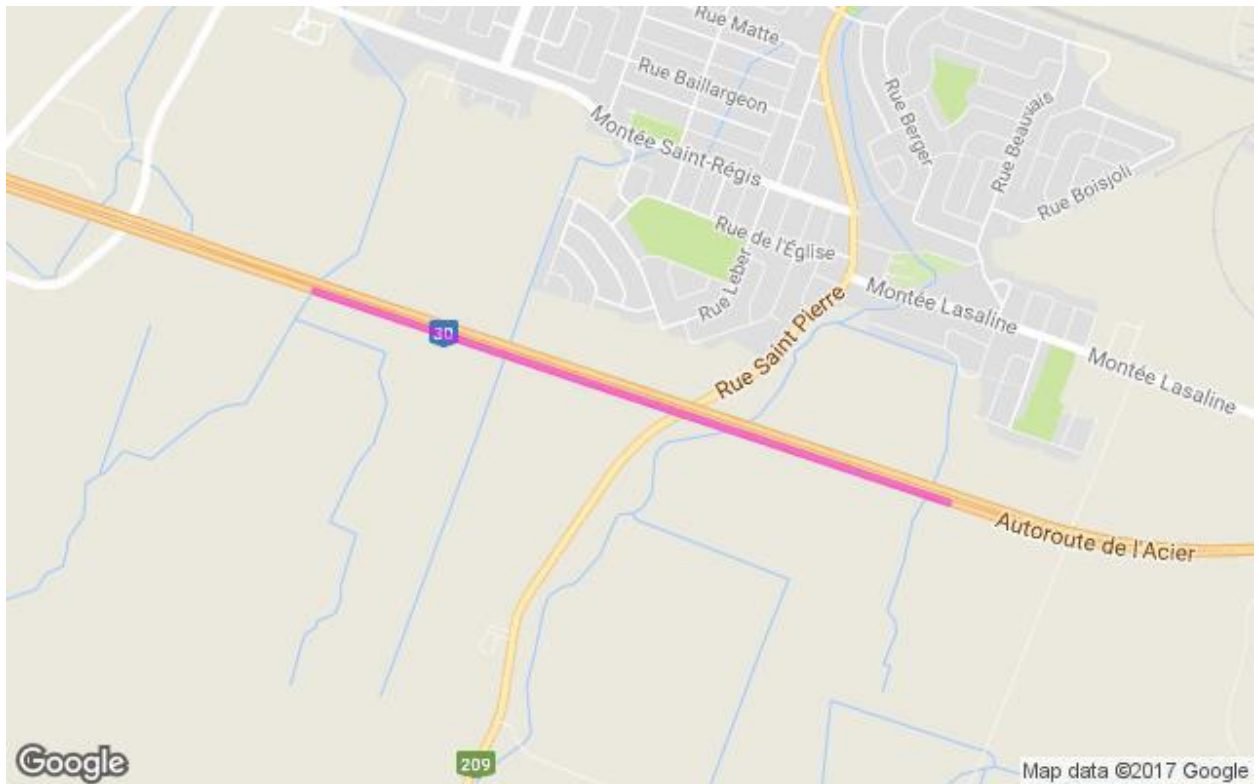 Rue Matte
Rue Baillargeon
Rue Beauvais
Rue Berger
Montée Saint-Régis
Rue Boisjoli
Rue de l'Église
Rue Leber
Montée Lasaline
Rue Saint Pierre
30
Montée Lasaline
Autoroute de l'Acier
209
Google
Map data ©2017 Google